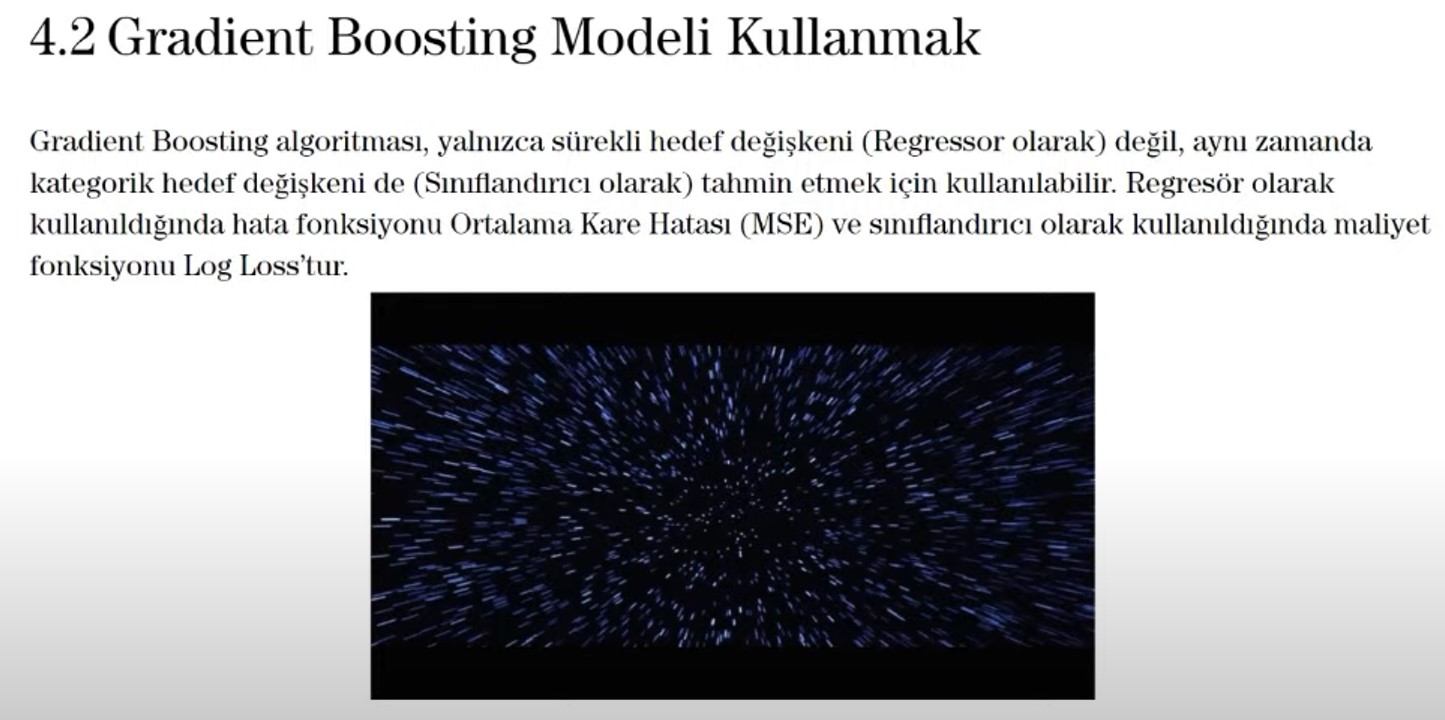 4.2 Gradient Boosting Modeli Kullanmak
Gradient Boosting algoritması, yalnızca sürekli hedef değişkeni (Regressor olarak) değil, aynı zamanda
kategorik hedef değişkeni de (Sınıflandırıcı olarak) tahmin etmek için kullanılabilir. Regresör olarak
kullanıldığında hata fonksiyonu Ortalama Kare Hatası (MSE) ve sınıflandırıcı olarak kullanıldığında maliyet
fonksiyonu Log Loss'tur.